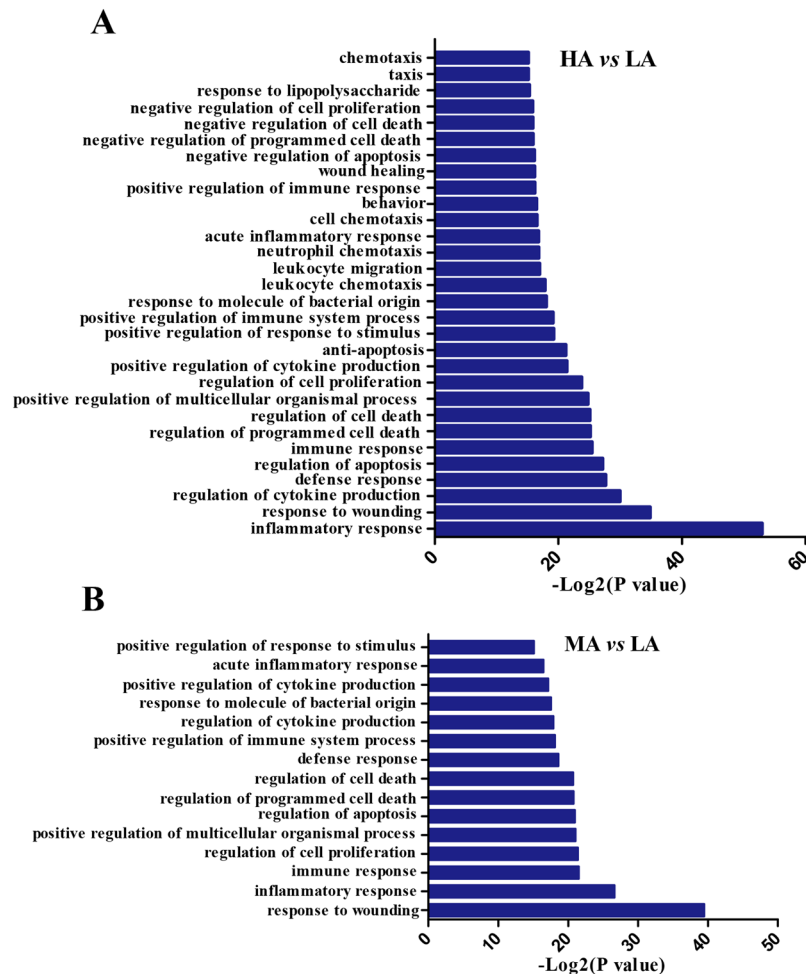 A
HA vs LA
chemotaxis
taxis
response to lipopolysaccharide
negative regulation of cell proliferation
negative regulation of cell death
negative regulation of programmed cell death
negative regulation of apoptosis
wound healing
positive regulation of immune response
behavior
cell chemotaxis
acute inflammatory response
neutrophil chemotaxis
leukocyte migration
leukocyte chemotaxis
response to molecule of bacterial origin
positive regulation of immune system process
positive regulation of response to stimulus
anti-apoptosis
positive regulation of cytokine production
regulation of cell proliferation
positive regulation of multicellular organismal process
regulation of cell death
regulation of programmed cell death
immune response
regulation of apoptosis
defense response
regulation of cytokine production
response to wounding
inflammatory response
0 20 40 60
-Log2(P value)
B
MA vs LA
positive regulation of response to stimulus
acute inflammatory response
positive regulation of cytokine production
response to molecule of bacterial origin
regulation of cytokine production
positive regulation of immune system process
defense response
regulation of cell death
regulation of programmed cell death
regulation of apoptosis
positive regulation of multicellular organismal process
regulation of cell proliferation
immune response
inflammatory response
response to wounding
0 10 20 30 40 50
-Log2(P value)